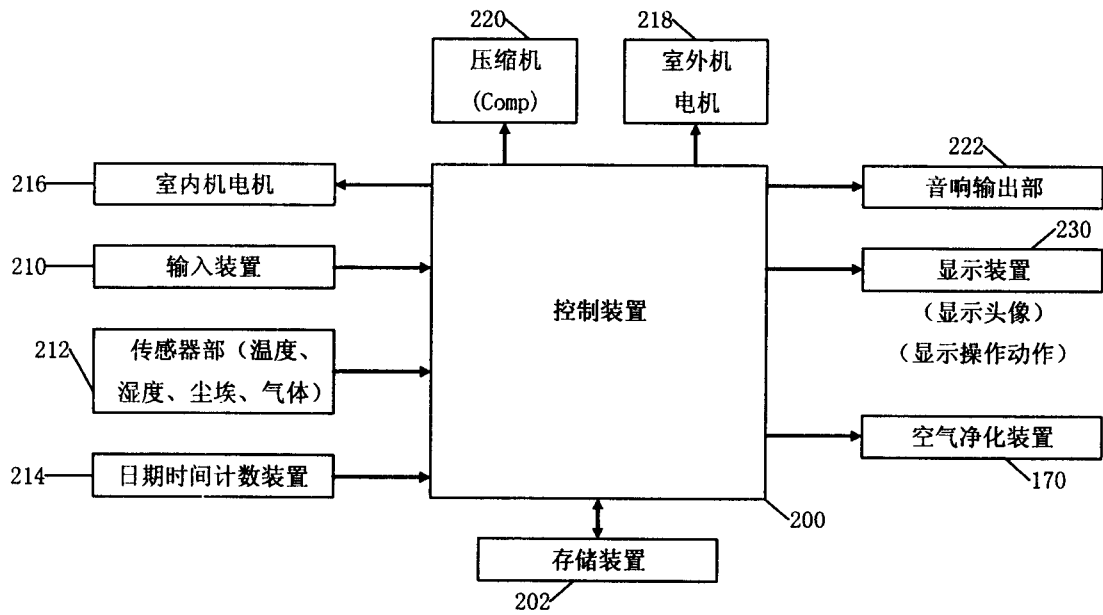 220
压缩机
(Comp)
218
室外机
电机
216
室内机电机
222
音响输出部
210
输入装置
230
显示装置
(显示头像)
(显示操作动作)
控制装置
212
传感器部(温度、
湿度、尘埃、气体)
空气净化装置
170
214
日期时间计数装置
200
存储装置
202